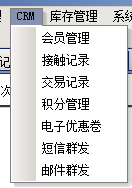 CRM 库存管理 系
会员管理
记
接触记录
交易记录
次
积分管理
电子优惠卷
短信群发
邮件群发